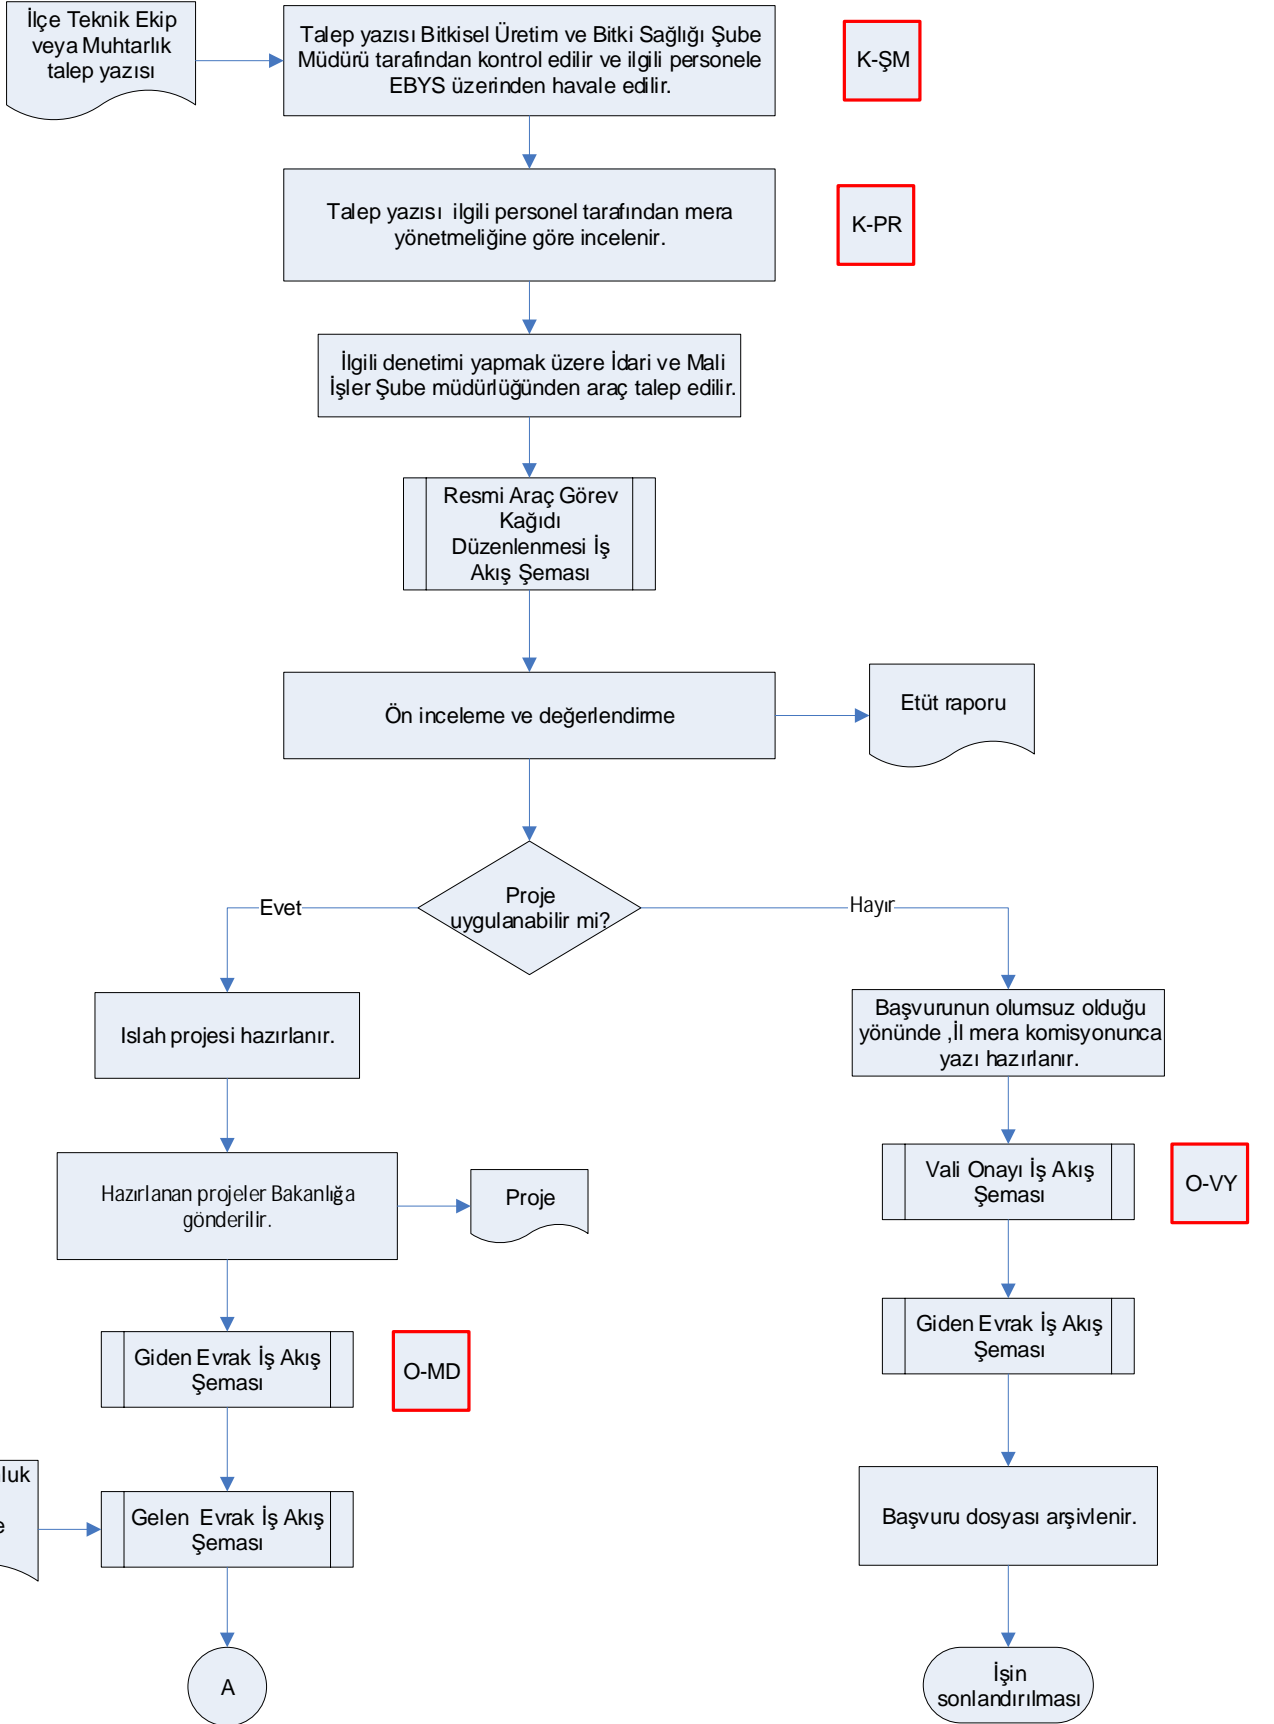 İlçe Teknik Ekip
veya Muhtarlık
talep yazısı
Talep yazısı Bitkisel Üretim ve Bitki Sağlığı Şube
Müdürü tarafından kontrol edilir ve ilgili personele
EBYS üzerinden havale edilir.
K-ŞM
Talep yazısı ilgili personel tarafından mera
yönetmeliğine göre incelenir.
K-PR
İlgili denetimi yapmak üzere İdari ve Mali
İşler Şube müdürlüğünden araç talep edilir.
Resmi Araç Görev
Kağıdı
Düzenlenmesi İş
Akış Şeması
Ön inceleme ve değerlendirme
Etüt raporu
Proje
uygulanabilir mi?
Evet
Hayır
Islah projesi hazırlanır.
Başvurunun olumsuz olduğu
yönünde ,İl mera komisyonunca
yazı hazırlanır.
Hazırlanan projeler Bakanlığa
gönderilir.
Proje
Vali Onayı İş Akış
Şeması
O-VY
Giden Evrak İş Akış
Şeması
O-MD
Giden Evrak İş Akış
Şeması
luk
e
Gelen Evrak İş Akış
Şeması
Başvuru dosyası arşivlenir.
A
İşin
sonlandırılması